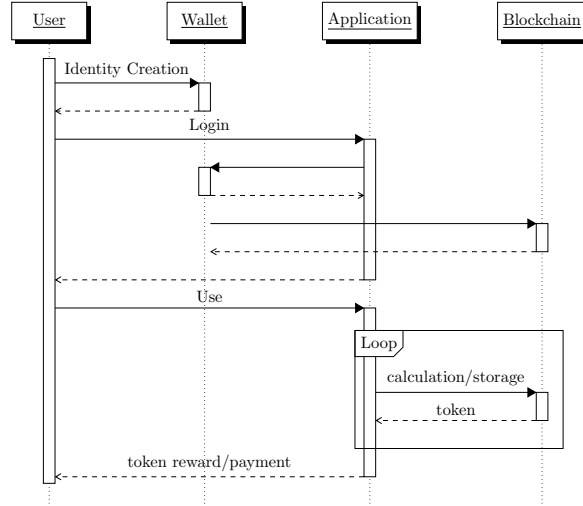 User
Wallet
Application
Blockchain
Identity Creation
Login
Use
Loop
calculation/storage
token
token reward/payment